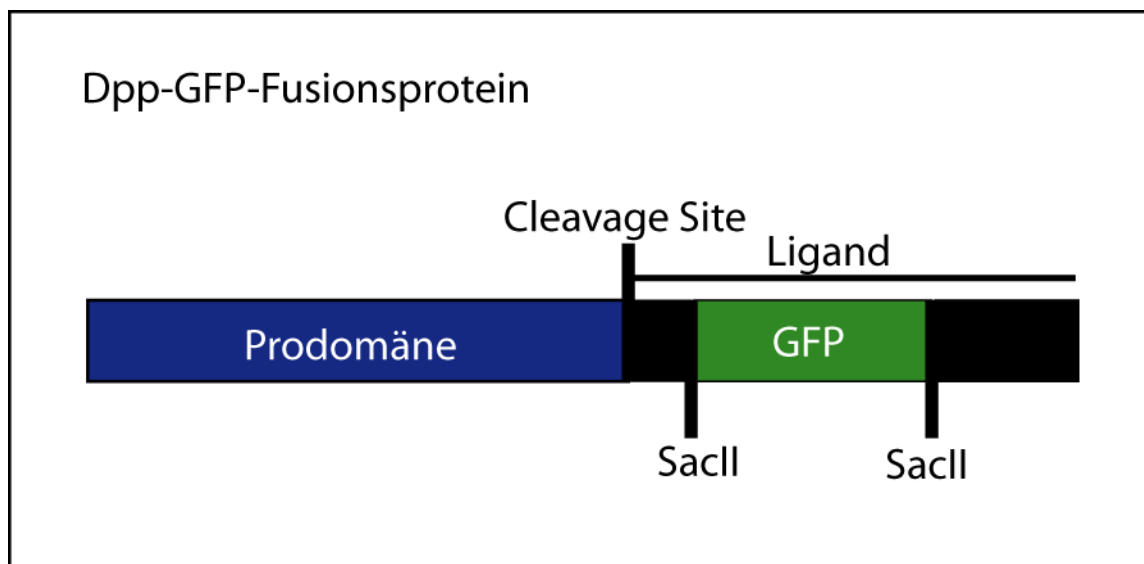 Dpp-GFP-Fusionsprotein
Cleavage Site
Ligand
Prodomäne
GFP
SacII
SacII